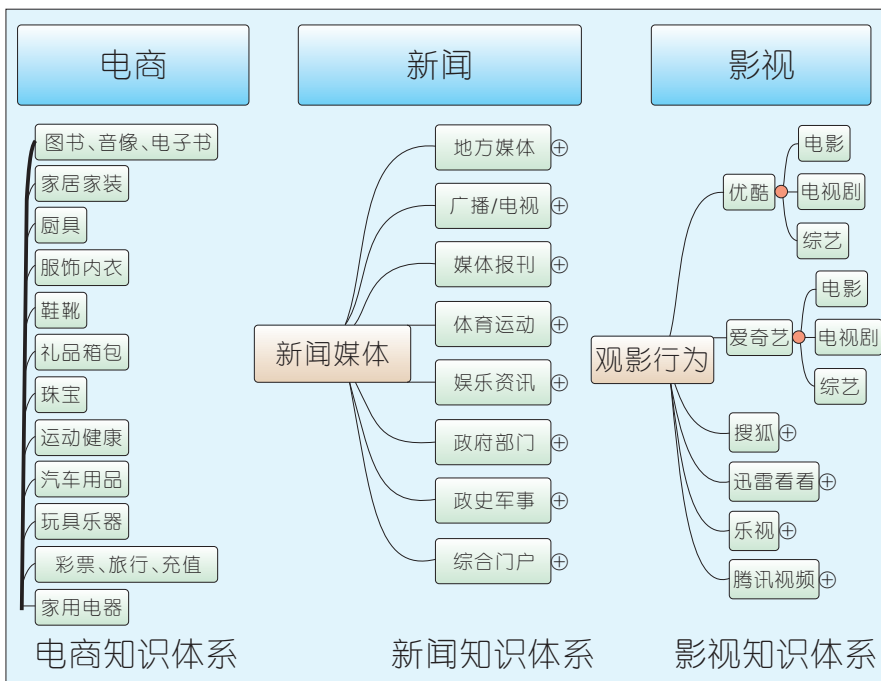 电商
图书、音像、电子书
家居家装
厨具
服饰内衣
鞋靴
礼品箱包
珠宝
运动健康
汽车用品
玩具乐器
彩票、旅行、充值
家用电器
电商知识体系
新闻
新闻媒体
地方媒体
广播/电视
媒体报刊
体育运动
娱乐资讯
政府部门
政史军事
综合门户
新闻知识体系
影视
观影行为
优酷
电影
电视剧
综艺
爱奇艺
电影
电视剧
综艺
搜狐
迅雷看看
乐视
腾讯视频
影视知识体系